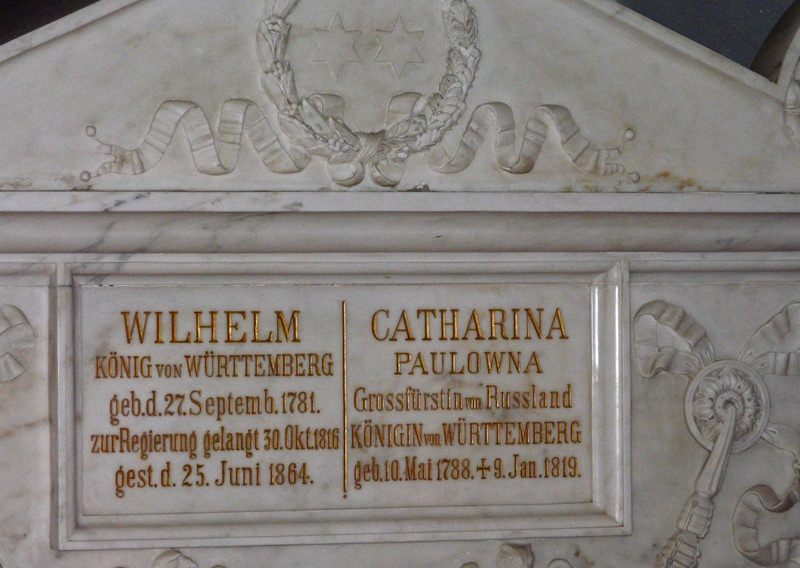 WILHELM
KÖNIG VON WÜRTTEMBERG
geb.d.27.Septemb.1781.
zur Regierung gelangt 30.Okt.1816
gest.d.25.Juni 1864.
CATHARINA
PAULOWNA
Grossfürstin von Russland
KÖNIGIN VON WÜRTTEMBERG
geb.10.Mai 1788.✝9.Jan.1819.